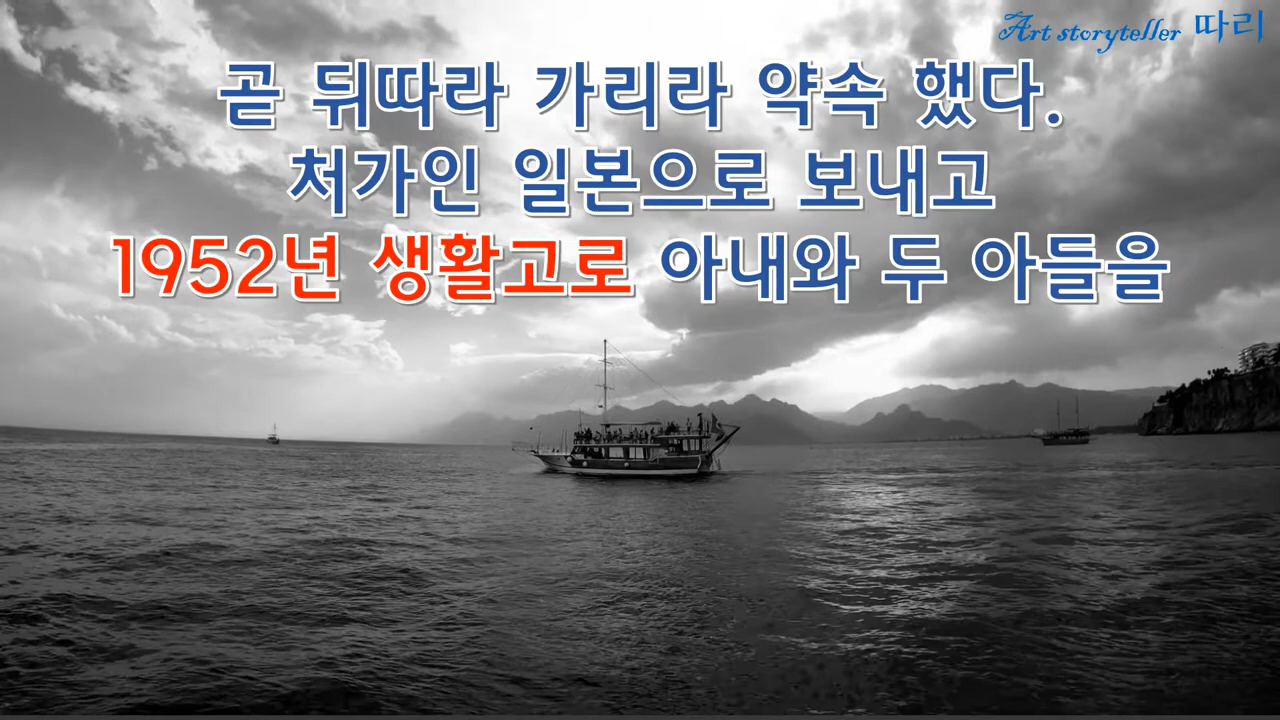 Art storyteller 따리
곧 뒤따라 가리라 약속 했다.
처가인 일본으로 보내고
1952년 생활고로 아내와 두 아들을